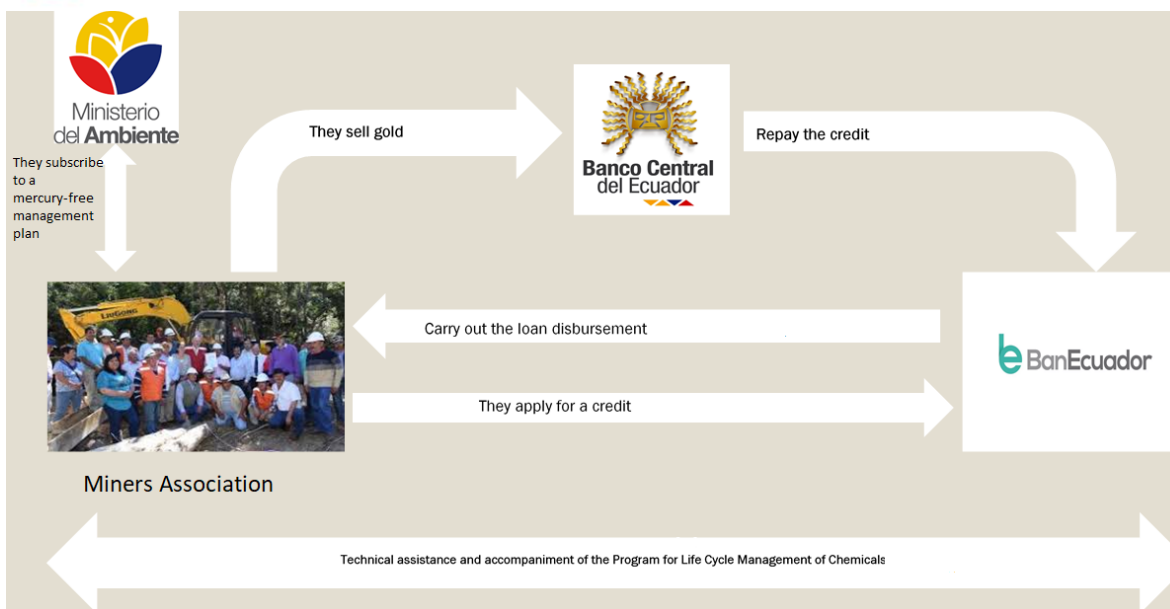 Ministerio
del Ambiente
They subscribe
to a
mercury-free
management
plan
They sell gold
Banco Central
del Ecuador
Repay the credit
LiuGong
Carry out the loan disbursement
BanEcuador
They apply for a credit
Miners Association
Technical assistance and accompaniment of the Program for Life Cycle Management of Chemicals